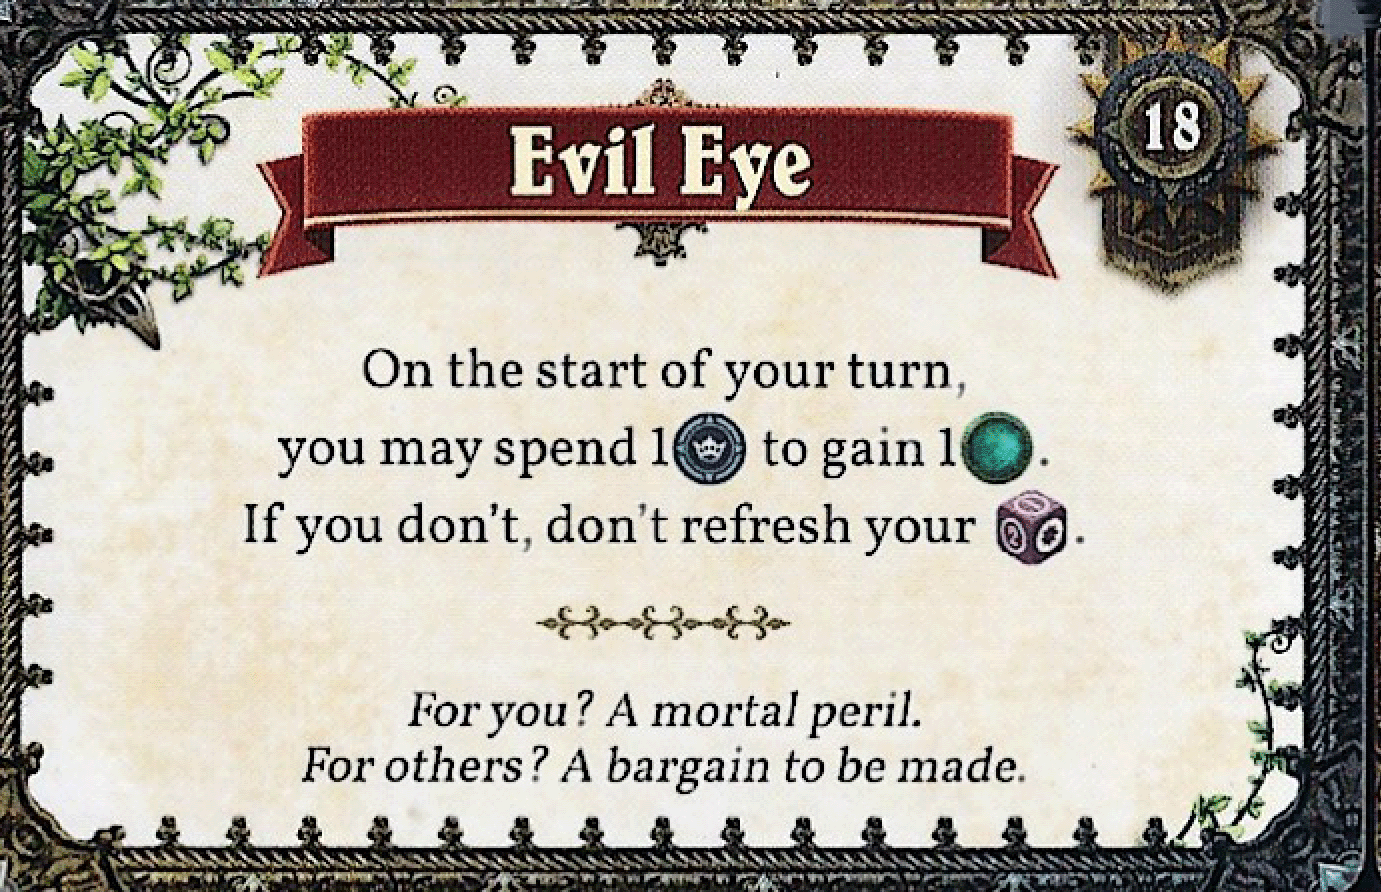 Evil Eye
18
On the start of your turn,
you may spend 1 to gain 1.
If you don't, don't refresh your .
For you? A mortal peril.
For others? A bargain to be made.